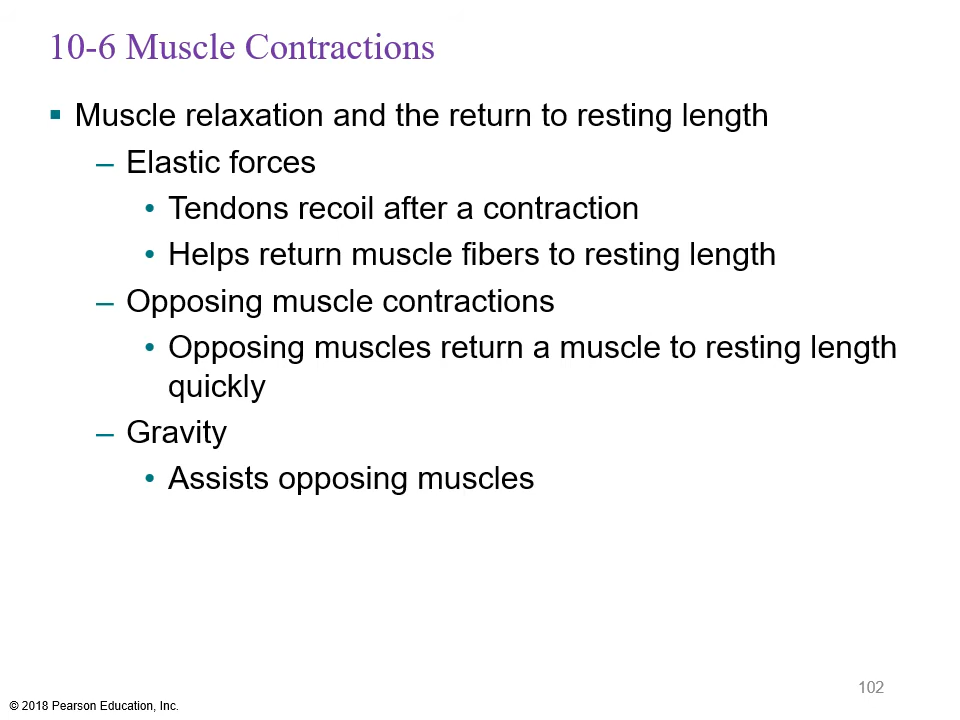 10-6 Muscle Contractions
▪ Muscle relaxation and the return to resting length
– Elastic forces
• Tendons recoil after a contraction
• Helps return muscle fibers to resting length
– Opposing muscle contractions
• Opposing muscles return a muscle to resting length
quickly
– Gravity
• Assists opposing muscles
102
© 2018 Pearson Education, Inc.